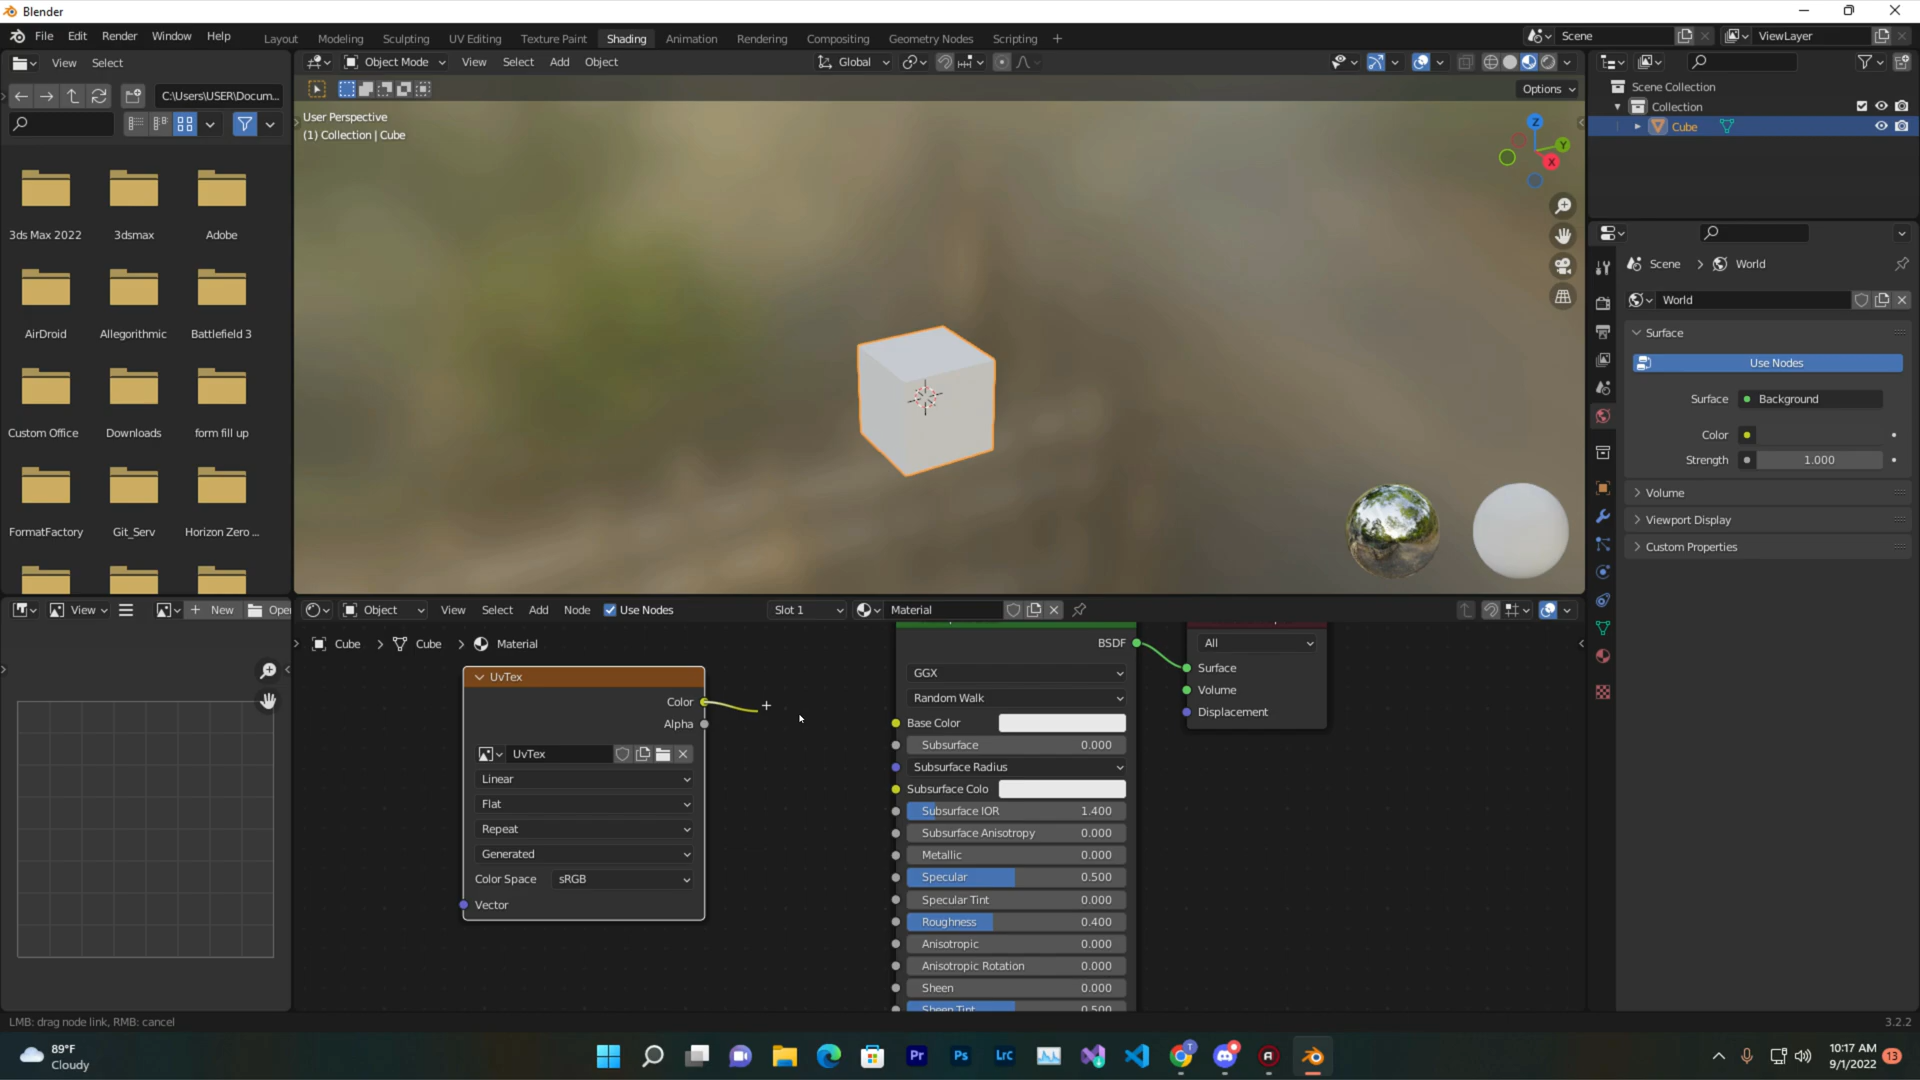 Blender
File Edit Render Window Help
Layout Modeling Sculpting UV Editing Texture Paint Shading Animation Rendering Compositing Geometry Nodes Scripting +
Scene
ViewLayer
View Select
Object Mode View Select Add Object
Global
C:\Users\USER\Docum...
Options
User Perspective
(1) Collection | Cube
Z
Y
X
Scene Collection
Collection
Cube
3ds Max 2022
3dsmax
Adobe
AirDroid
Allegorithmic
Battlefield 3
Custom Office
Downloads
form fill up
FormatFactory
Git_Serv
Horizon Zero ...
Scene > World
World
Surface
Use Nodes
Surface Background
Color
Strength 1.000
Volume
Viewport Display
Custom Properties
View + New Ope
Object View Select Add Node Use Nodes
Slot 1
Material
Cube > Cube > Material
UvTex
Color
Alpha
UvTex
Linear
Flat
Repeat
Generated
Color Space sRGB
Vector
BSDF
GGX
Random Walk
Base Color
Subsurface 0.000
Subsurface Radius
Subsurface Colo
Subsurface IOR 1.400
Subsurface Anisotropy 0.000
Metallic 0.000
Specular 0.500
Specular Tint 0.000
Roughness 0.400
Anisotropic 0.000
Anisotropic Rotation 0.000
Sheen 0.000
Sheen Tint 0.500
All
Surface
Volume
Displacement
LMB: drag node link, RMB: cancel
3.2.2
89°F
Cloudy
Pr
Ps
Lrc
T
10:17 AM
9/1/2022
13